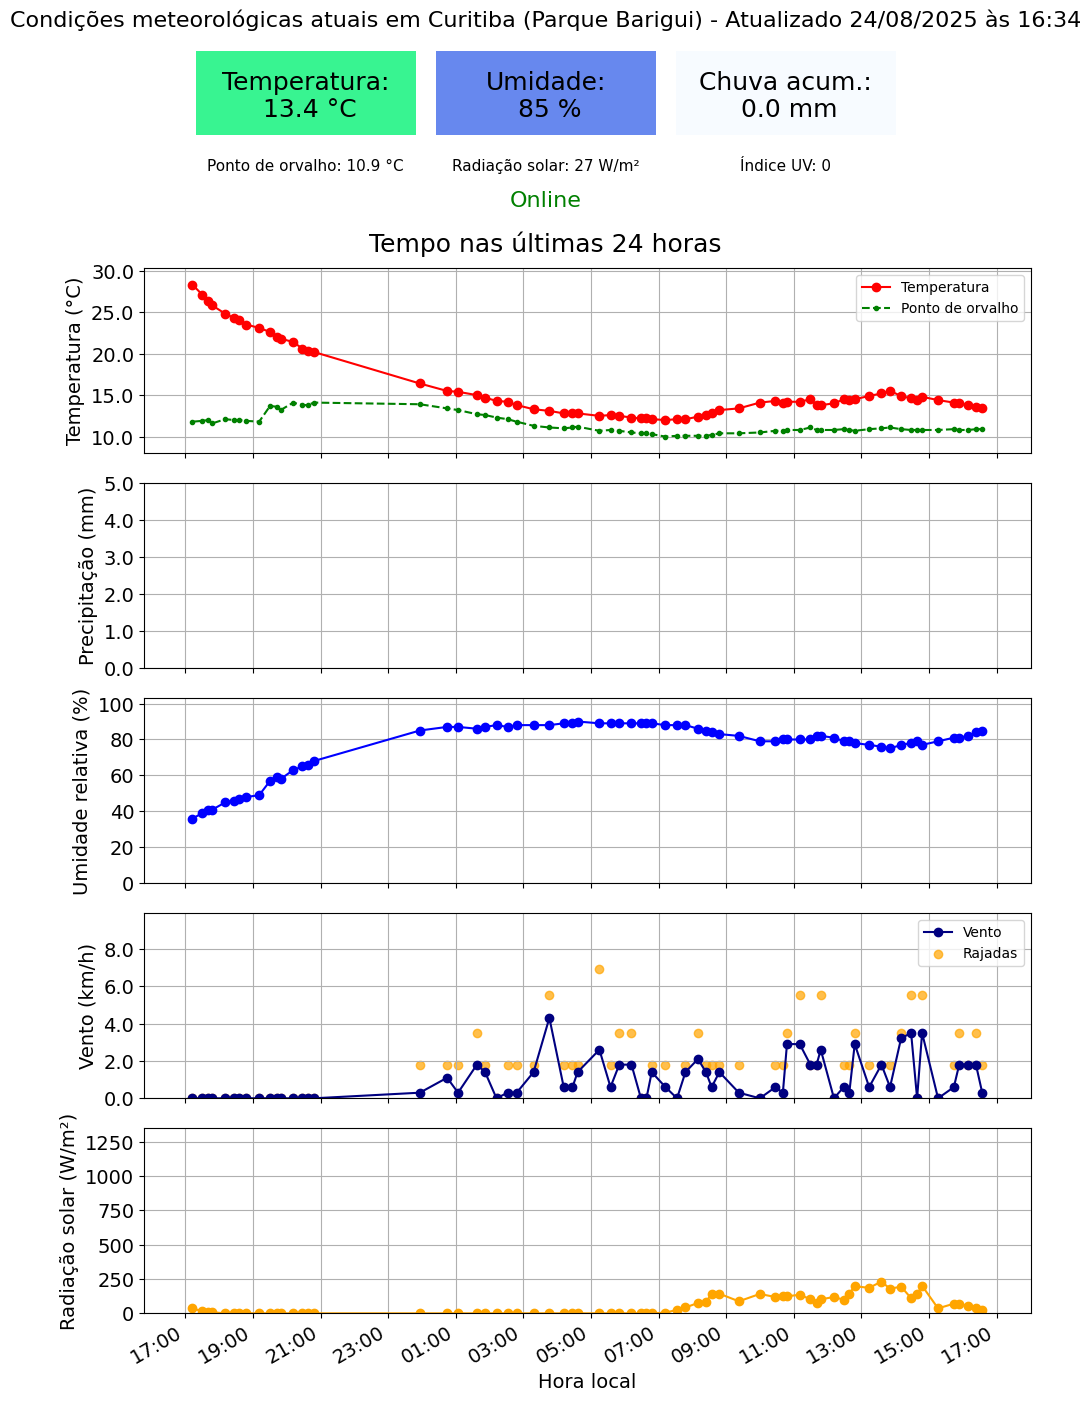 Condições meteorológicas atuais em Curitiba (Parque Barigui) - Atualizado 24/08/2025 às 16:34
Temperatura:
13.4 °C
Umidade:
85 %
Chuva acum.:
0.0 mm
Ponto de orvalho: 10.9 °C
Radiação solar: 27 W/m²
Índice UV: 0
Online
Tempo nas últimas 24 horas
Temperatura (°C)
30.0
25.0
20.0
15.0
10.0
Temperatura
Ponto de orvalho
Precipitação (mm)
5.0
4.0
3.0
2.0
1.0
0.0
Umidade relativa (%)
100
80
60
40
20
0
Vento (km/h)
8.0
6.0
4.0
2.0
0.0
Vento
Rajadas
Radiação solar (W/m²)
1250
1000
750
500
250
0
17:00
19:00
21:00
23:00
01:00
03:00
05:00
07:00
09:00
11:00
13:00
15:00
17:00
Hora local